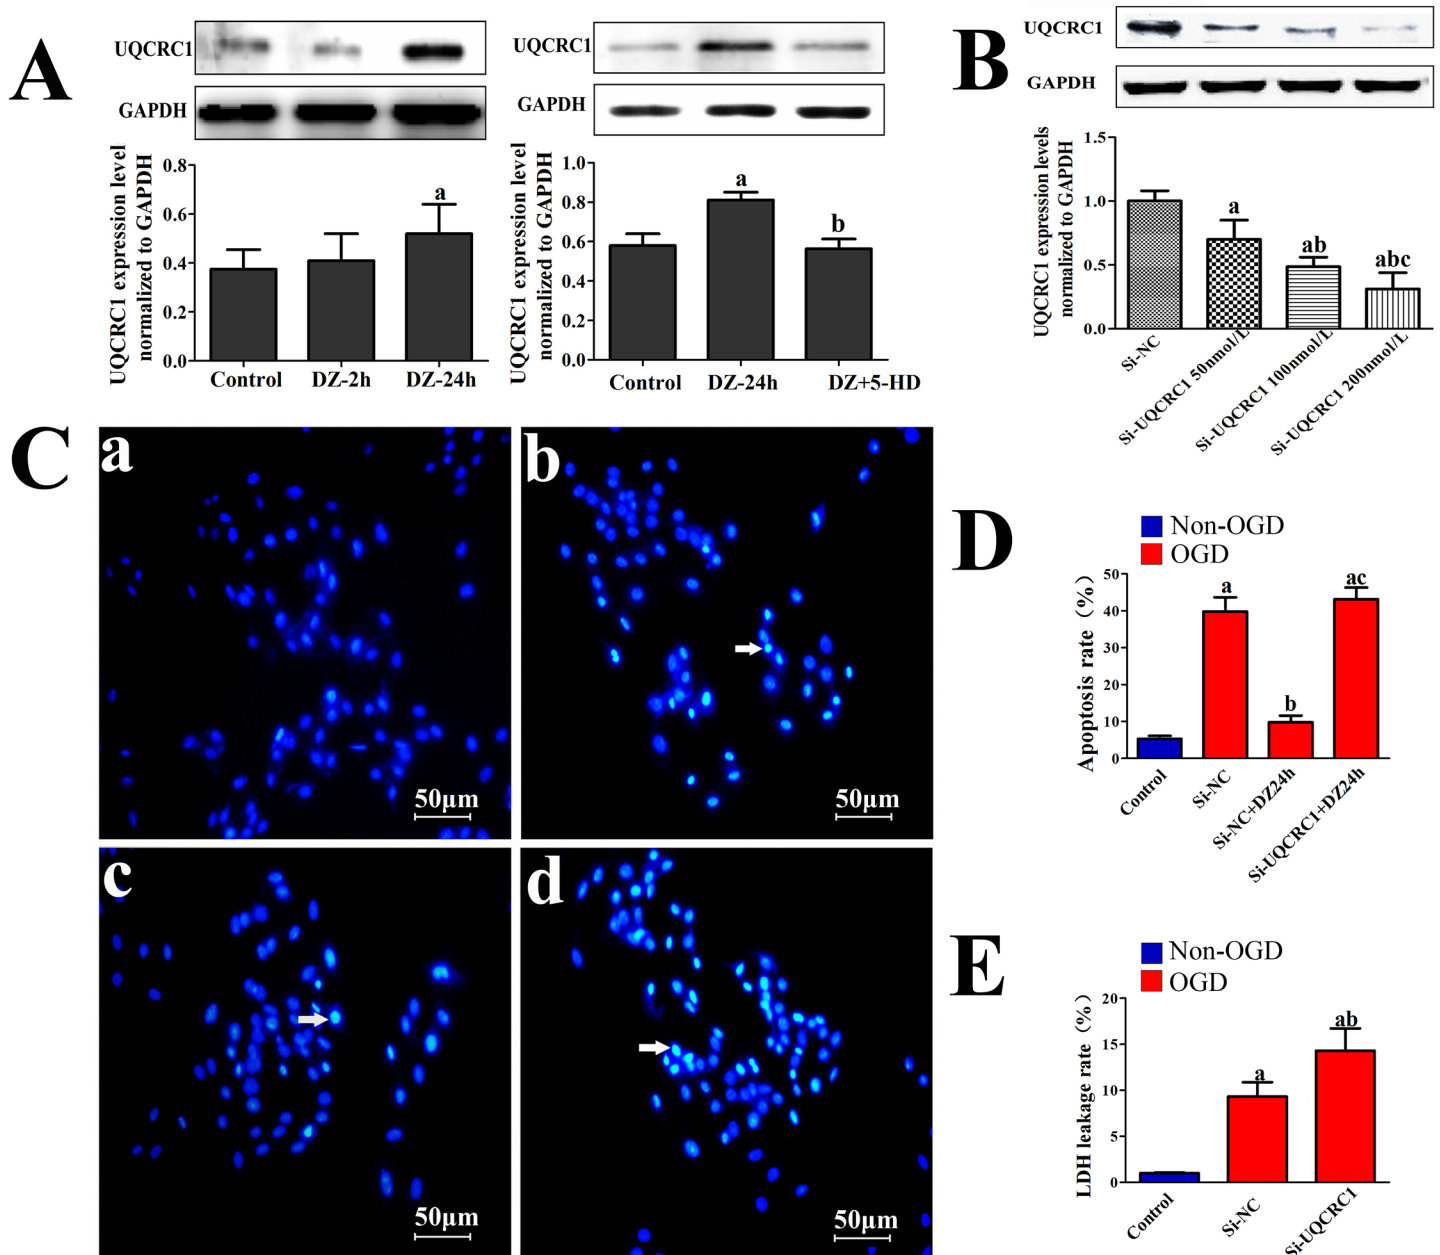 A
UQCRC1
GAPDH
UQCRC1 expression level
normalized to GAPDH
0.8
0.6
0.4
0.2
0.0
a
Control DZ-2h DZ-24h
UQCRC1
GAPDH
UQCRC1 expression level
normalized to GAPDH
1.0
0.8
0.6
0.4
0.2
0.0
a
b
Control DZ-24h DZ+5-HD
B
UQCRC1
GAPDH
UQCRC1 expression levels
normalized to GAPDH
1.5
1.0
0.5
0.0
a
ab
abc
Si-NC
Si-UQCRC1 50nmol/L
Si-UQCRC1 100nmol/L
Si-UQCRC1 200nmol/L
C
a
50μm
b
50μm
c
50μm
d
50μm
D
Non-OGD
OGD
Apoptosis rate (%)
50
40
30
20
10
0
a
b
ac
Control
Si-NC
Si-NC+DZ24h
Si-UQCRC1+DZ24h
E
Non-OGD
OGD
LDH leakage rate (%)
20
15
10
5
0
a
ab
Control
Si-NC
Si-UQCRC1